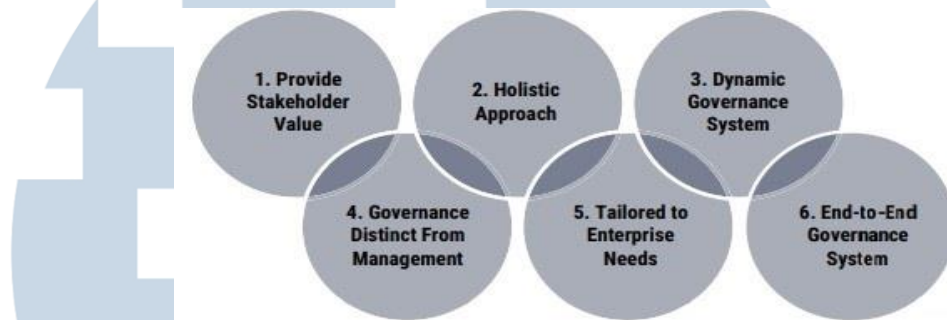 1. Provide
Stakeholder
Value
2. Holistic
Approach
3. Dynamic
Governance
System
4. Governance
Distinct From
Management
5. Tailored to
Enterprise
Needs
6. End-to-End
Governance
System